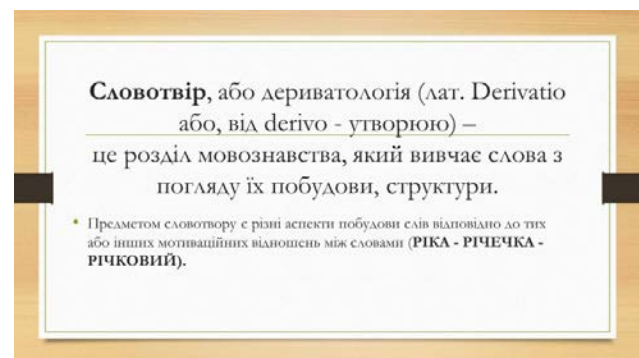 Словотвір, або дериватологія (лат. Derivatio
або, від derivo - утворюю) –
це розділ мовознавства, який вивчає слова з
погляду їх побудови, структури.
• Предметом словотвору є різні аспекти побудови слів відповідно до тих
або інших мотиваційних відношень між словами (РІКА - РІЧЕЧКА -
РІЧКОВИЙ).